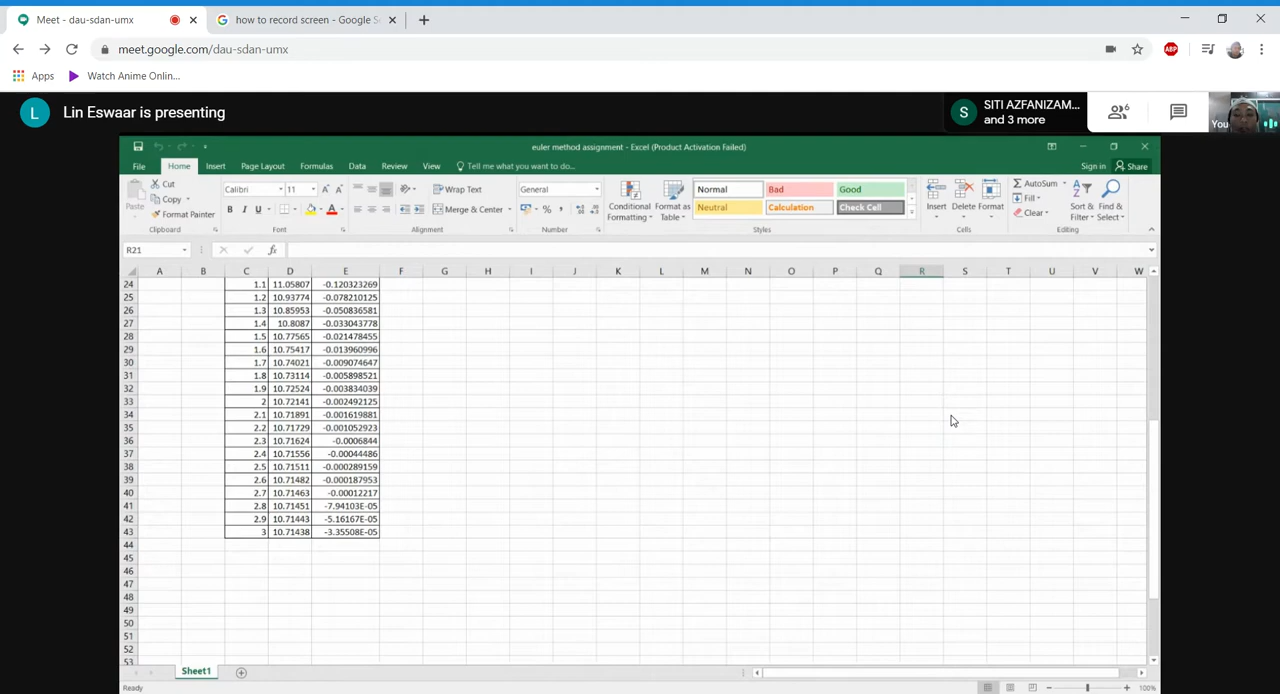 Meet - dau-sdan-umx
how to record screen - Google Se
meet.google.com/dau-sdan-umx
ABP
Apps
Watch Anime Onlin...
L
Lin Eswaar is presenting
S
SITI AZFANIZAM...
and 3 more
6
You
euler method assignment - Excel (Product Activation Failed)
File Home Insert Page Layout Formulas Data Review View Tell me what you want to do... Sign in Share
Paste
Cut
Copy
Format Painter
Clipboard
Calibri 11
B I U
Font
Wrap Text
Merge & Center
Alignment
General
%
Number
Conditional Formatting
Format as Table
Normal Bad Good
Neutral Calculation Check Cell
Styles
Insert Delete Format
Cells
AutoSum
Fill
Clear
Sort & Filter
Find & Select
Editing
R21 fx
A B C D E F G H I J K L M N O P Q R S T U V W
24 1.1 11.05807 -0.120323269
25 1.2 10.93774 -0.078210125
26 1.3 10.85953 -0.050836581
27 1.4 10.8087 -0.033043778
28 1.5 10.77565 -0.021478455
29 1.6 10.75417 -0.013960996
30 1.7 10.74021 -0.009074647
31 1.8 10.73114 -0.005898521
32 1.9 10.72524 -0.003834039
33 2 10.72141 -0.002492125
34 2.1 10.71891 -0.001619881
35 2.2 10.71729 -0.001052923
36 2.3 10.71624 -0.0006844
37 2.4 10.71556 -0.00044486
38 2.5 10.71511 -0.000289159
39 2.6 10.71482 -0.000187953
40 2.7 10.71463 -0.00012217
41 2.8 10.71451 -7.94103E-05
42 2.9 10.71443 -5.16167E-05
43 3 10.71438 -3.35508E-05
44
45
46
47
48
49
50
51
52
53
Sheet1
Ready
100%